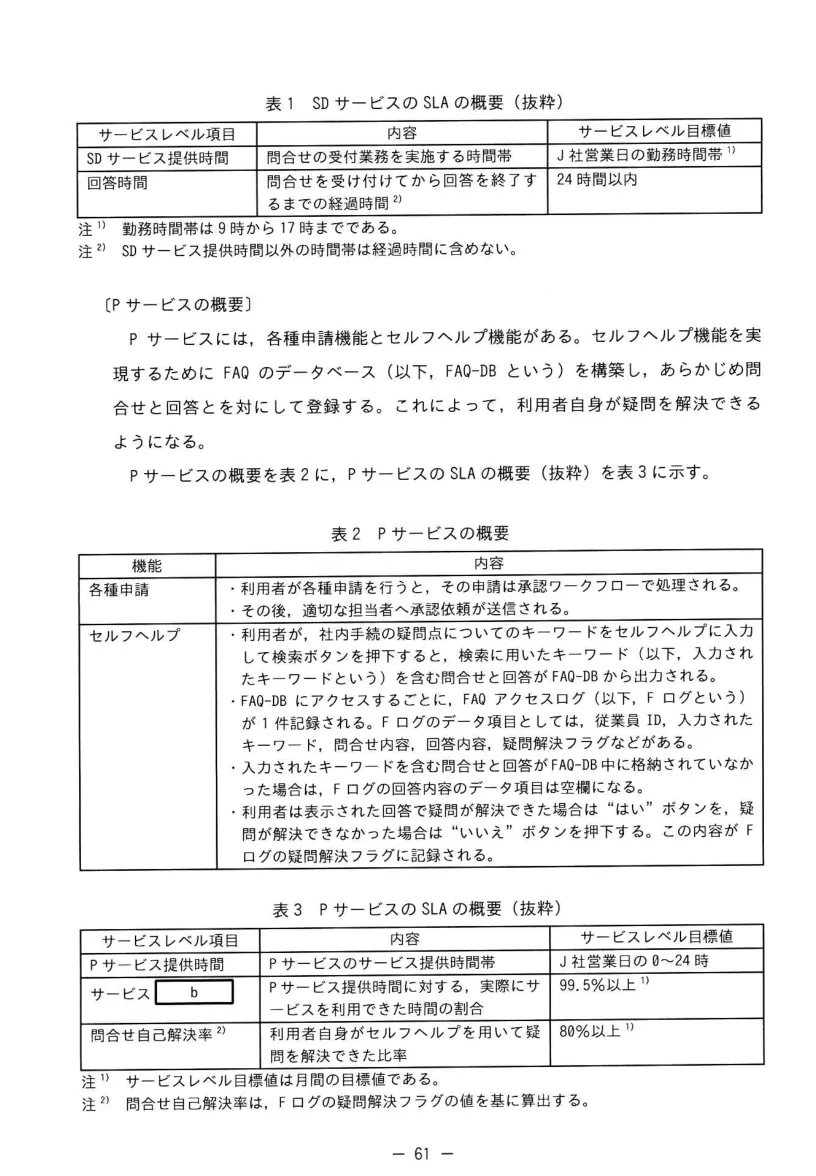 表1 SDサービスのSLAの概要（抜粋）
サービスレベル項目 内容 サービスレベル目標値
SDサービス提供時間 問合せの受付業務を実施する時間帯 J社営業日の勤務時間帯 1)
回答時間 問合せを受け付けてから回答を終了す 24時間以内
るまでの経過時間 2)
注 1) 勤務時間帯は9時から17時までである。
注 2) SDサービス提供時間以外の時間帯は経過時間に含めない。
〔Pサービスの概要〕
Pサービスには，各種申請機能とセルフヘルプ機能がある。セルフヘルプ機能を実
現するためにFAQのデータベース（以下，FAQ-DBという）を構築し，あらかじめ問
合せと回答とを対にして登録する。これによって，利用者自身が疑問を解決できる
ようになる。
Pサービスの概要を表2に，PサービスのSLAの概要（抜粋）を表3に示す。
表2 Pサービスの概要
機能 内容
各種申請 ・利用者が各種申請を行うと，その申請は承認ワークフローで処理される。
・その後，適切な担当者へ承認依頼が送信される。
セルフヘルプ ・利用者が，社内手続の疑問点についてのキーワードをセルフヘルプに入力
して検索ボタンを押下すると，検索に用いたキーワード（以下，入力され
たキーワードという）を含む問合せと回答がFAQ-DBから出力される。
・FAQ-DBにアクセスするごとに，FAQアクセスログ（以下，Fログという）
が1件記録される。Fログのデータ項目としては，従業員ID，入力された
キーワード，問合せ内容，回答内容，疑問解決フラグなどがある。
・入力されたキーワードを含む問合せと回答がFAQ-DB中に格納されていなか
った場合は，Fログの回答内容のデータ項目は空欄になる。
・利用者は表示された回答で疑問が解決できた場合は“はい”ボタンを，疑
問が解決できなかった場合は“いいえ”ボタンを押下する。この内容がF
ログの疑問解決フラグに記録される。
表3 PサービスのSLAの概要（抜粋）
サービスレベル項目 内容 サービスレベル目標値
Pサービス提供時間 Pサービスのサービス提供時間帯 J社営業日の0～24時
サービス b Pサービス提供時間に対する，実際にサ 99.5%以上 1)
ービスを利用できた時間の割合
問合せ自己解決率 2) 利用者自身がセルフヘルプを用いて疑 80%以上 1)
問を解決できた比率
注 1) サービスレベル目標値は月間の目標値である。
注 2) 問合せ自己解決率は，Fログの疑問解決フラグの値を基に算出する。
－ 61 －